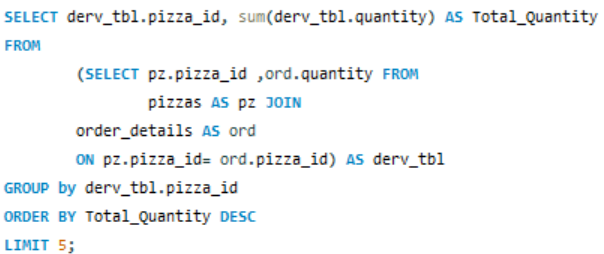 SELECT derv_tbl.pizza_id, sum(derv_tbl.quantity) AS Total_Quantity
FROM
(SELECT pz.pizza_id ,ord.quantity FROM
pizzas AS pz JOIN
order_details AS ord
ON pz.pizza_id= ord.pizza_id) AS derv_tbl
GROUP by derv_tbl.pizza_id
ORDER BY Total_Quantity DESC
LIMIT 5;